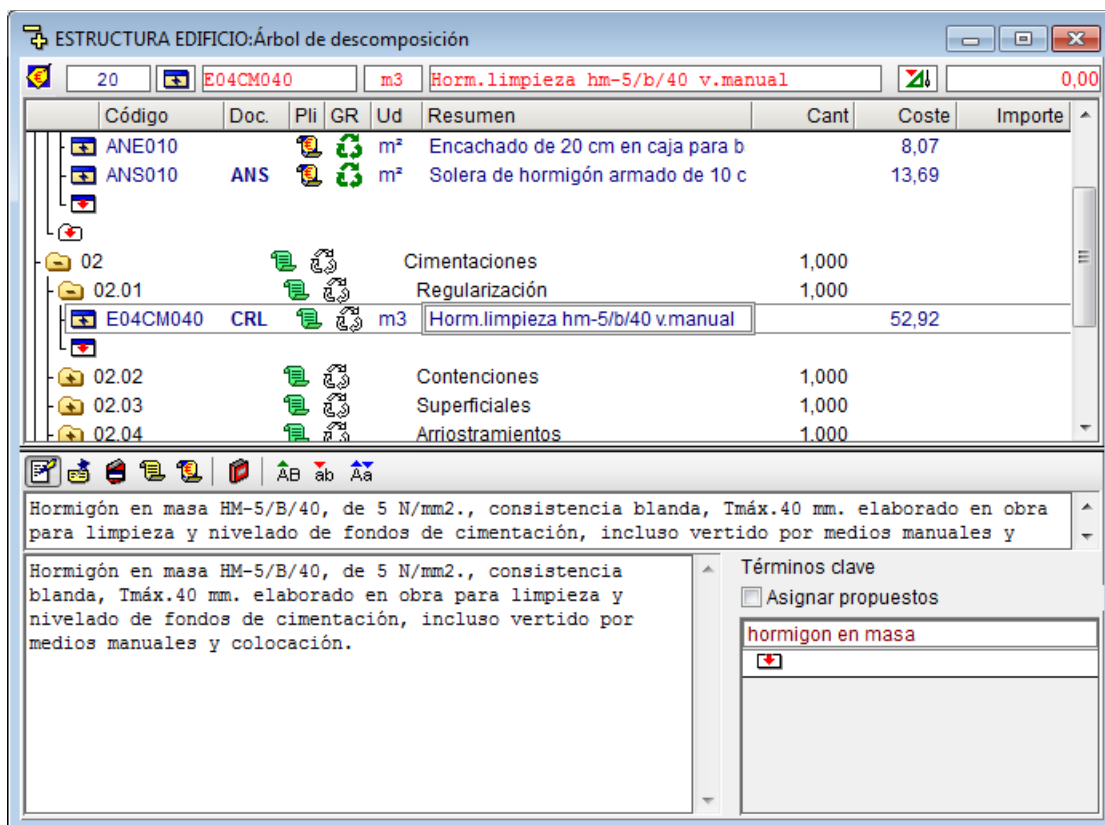 ESTRUCTURA EDIFICIO:Árbol de descomposición
20 E04CM040 m3 Horm.limpieza hm-5/b/40 v.manual 0,00
Código Doc. Pli GR Ud Resumen Cant Coste Importe
ANE010 m² Encachado de 20 cm en caja para b 8,07
ANS010 ANS m² Solera de hormigón armado de 10 c 13,69
02 Cimentaciones 1,000
02.01 Regularización 1,000
E04CM040 CRL m3 Horm.limpieza hm-5/b/40 v.manual 52,92
02.02 Contenciones 1,000
02.03 Superficiales 1,000
02.04 Arriostramientos 1.000
AB ab Aa
Hormigón en masa HM-5/B/40, de 5 N/mm2., consistencia blanda, Tmáx.40 mm. elaborado en obra
para limpieza y nivelado de fondos de cimentación, incluso vertido por medios manuales y
Hormigón en masa HM-5/B/40, de 5 N/mm2., consistencia
blanda, Tmáx.40 mm. elaborado en obra para limpieza y
nivelado de fondos de cimentación, incluso vertido por
medios manuales y colocación.
Términos clave
Asignar propuestos
hormigon en masa